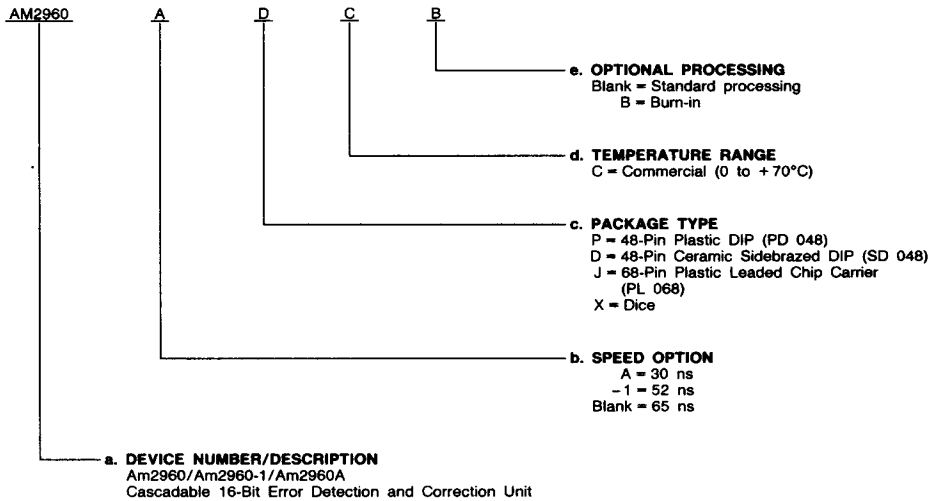 AM2960 A D C B
e. OPTIONAL PROCESSING
Blank = Standard processing
B = Burn-in
d. TEMPERATURE RANGE
C = Commercial (0 to +70°C)
c. PACKAGE TYPE
P = 48-Pin Plastic DIP (PD 048)
D = 48-Pin Ceramic Sidebrazed DIP (SD 048)
J = 68-Pin Plastic Leaded Chip Carrier
(PL 068)
X = Dice
b. SPEED OPTION
A = 30 ns
-1 = 52 ns
Blank = 65 ns
a. DEVICE NUMBER/DESCRIPTION
Am2960/Am2960-1/Am2960A
Cascadable 16-Bit Error Detection and Correction Unit